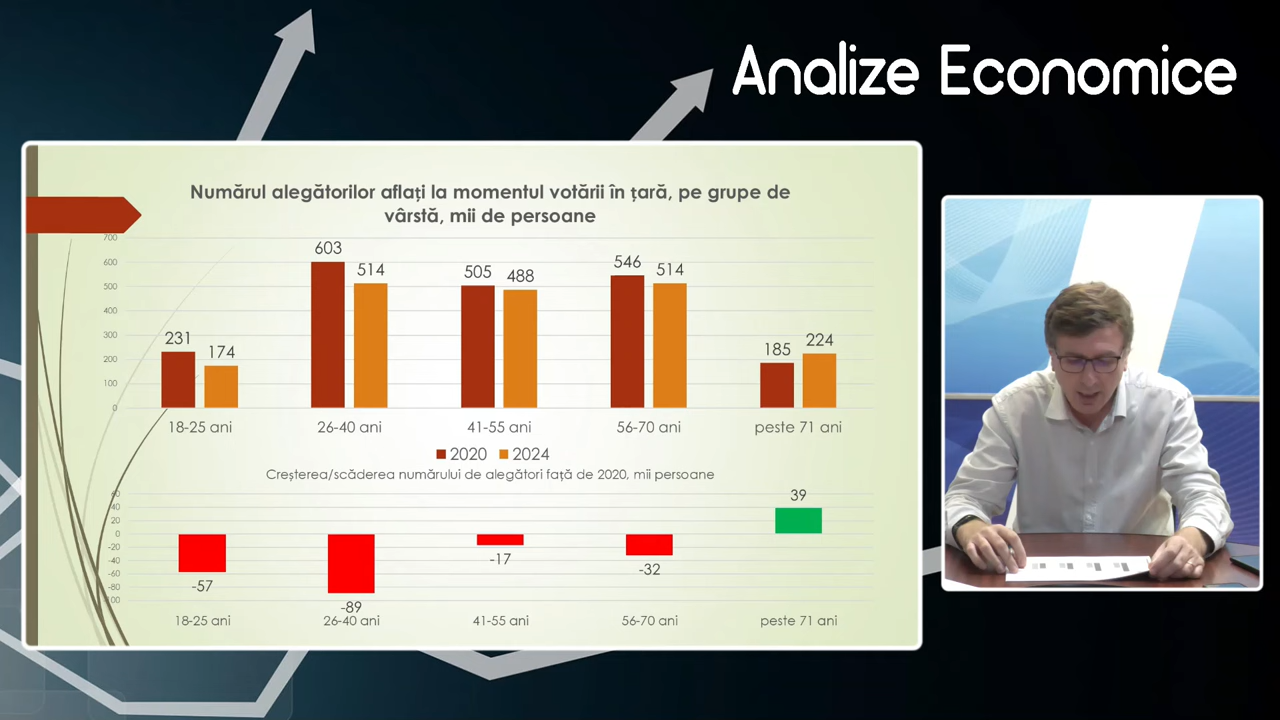 Analize Economice
Numărul alegătorilor aflați la momentul votării în țară, pe grupe de
vârstă, mii de persoane
700
600
500
400
300
200
100
0
231
174
603
514
505
488
546
514
185
224
18-25 ani
26-40 ani
41-55 ani
56-70 ani
peste 71 ani
2020
2024
Creșterea/scăderea numărului de alegători față de 2020, mii persoane
60
40
20
0
-20
-40
-60
-80
-100
-57
-89
-17
-32
39
18-25 ani
26-40 ani
41-55 ani
56-70 ani
peste 71 ani